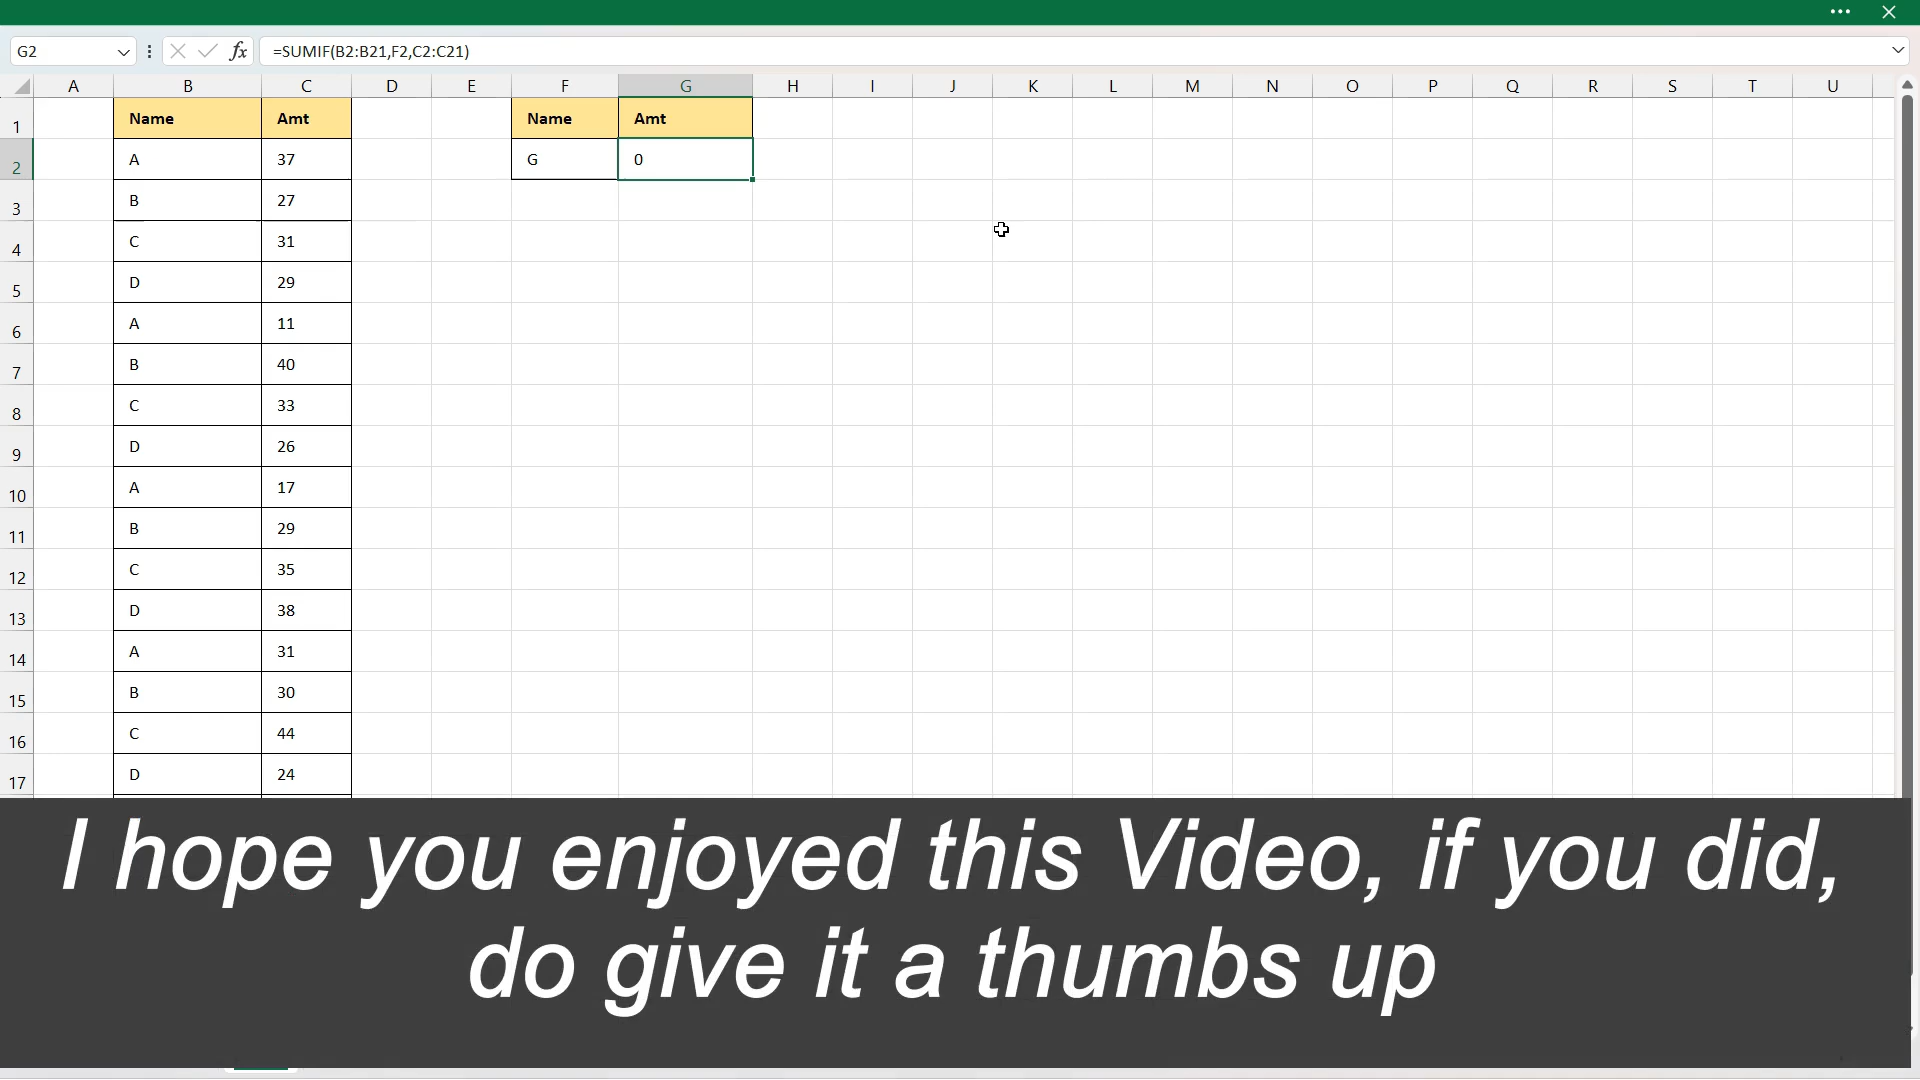 G2 fx =SUMIF(B2:B21,F2,C2:C21)
A B C D E F G H I J K L M N O P Q R S T U
1 Name Amt Name Amt
2 A 37 G 0
3 B 27
4 C 31
5 D 29
6 A 11
7 B 40
8 C 33
9 D 26
10 A 17
11 B 29
12 C 35
13 D 38
14 A 31
15 B 30
16 C 44
17 D 24
I hope you enjoyed this Video, if you did,
do give it a thumbs up